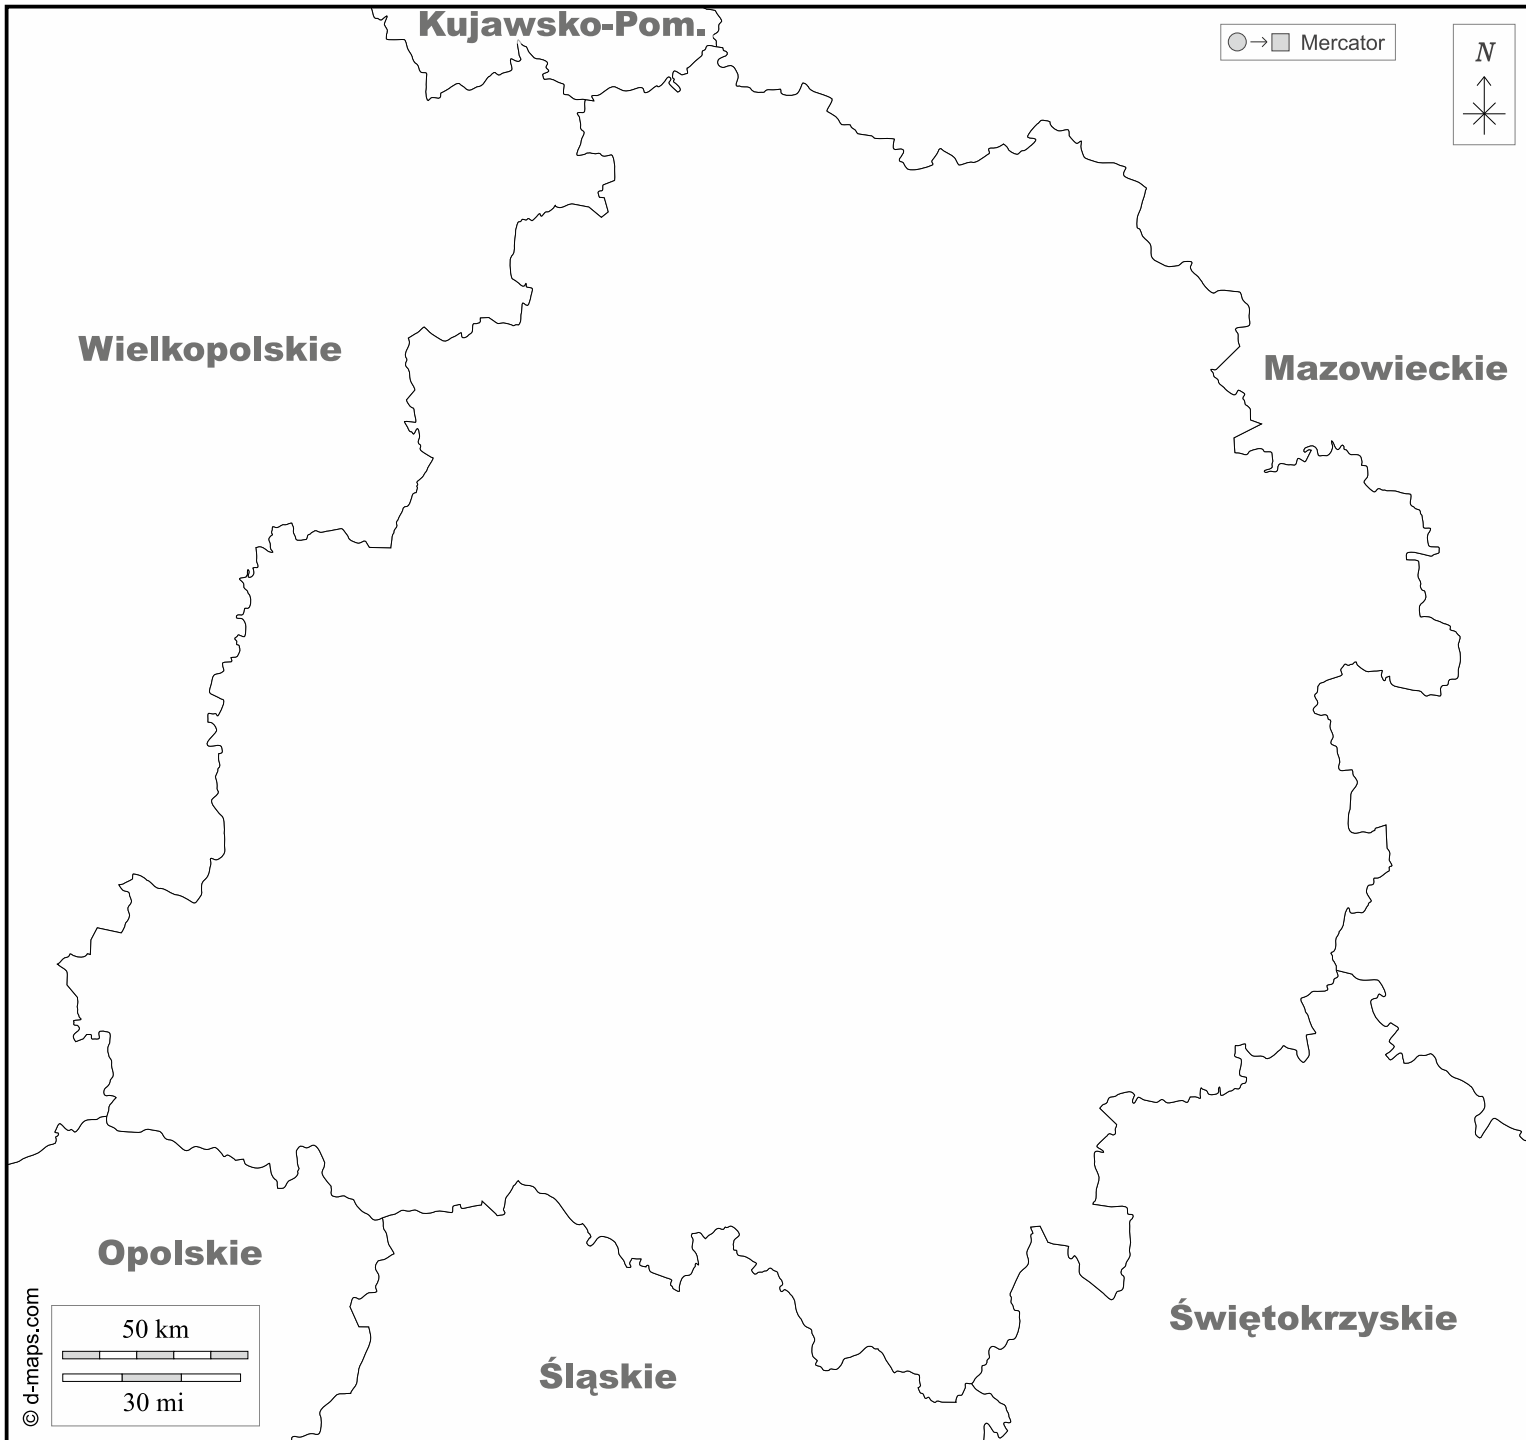 Kujawsko-Pom.
Mercator
N
Wielkopolskie
Mazowieckie
Opolskie
Świętokrzyskie
Śląskie
50 km
30 mi
© d-maps.com